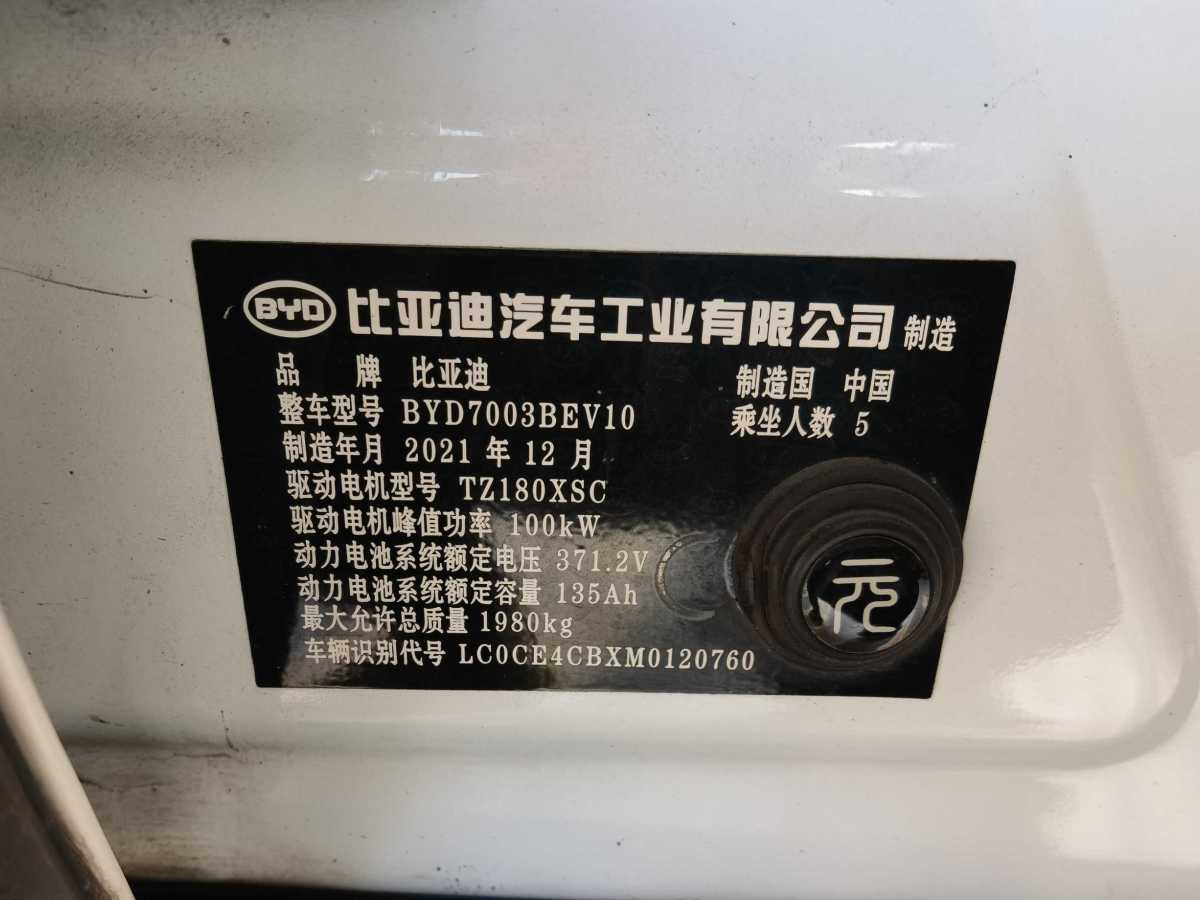 BYD 比亚迪汽车工业有限公司 制造
品 牌 比亚迪 制造国 中国
整车型号 BYD7003BEV10 乘坐人数 5
制造年月 2021 年 12 月
驱动电机型号 TZ180XSC
驱动电机峰值功率 100kW
动力电池系统额定电压 371.2V
动力电池系统额定容量 135Ah
最大允许总质量 1980kg
车辆识别代号 LC0CE4CBXM0120760
元